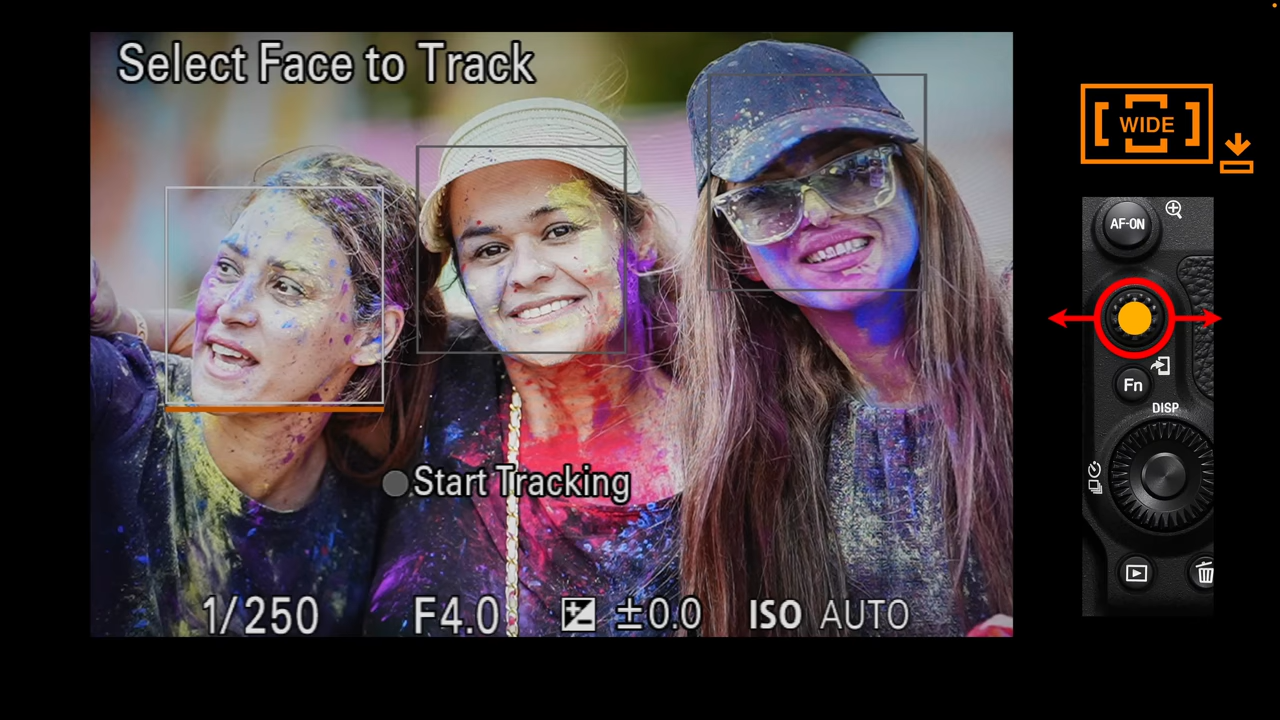 Select Face to Track
WIDE
AF-ON
Fn
DISP
Start Tracking
1/250 F4.0 ±0.0 ISO AUTO